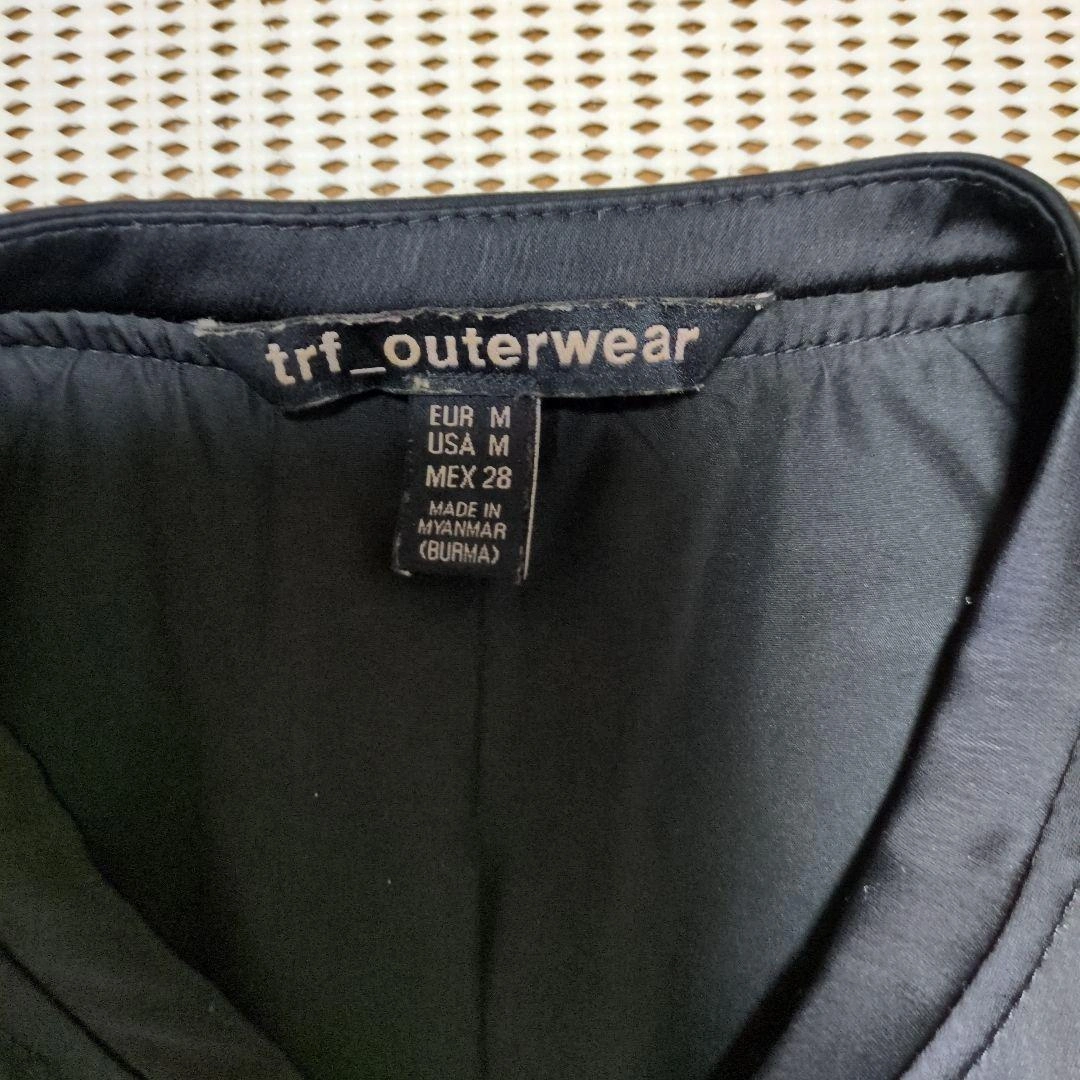 trf_outerwear
EUR M
USA M
MEX 28
MADE IN
MYANMAR
(BURMA)